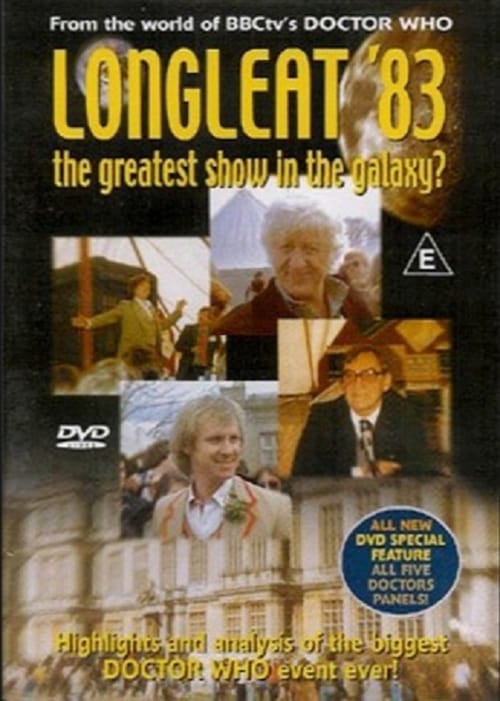 From the world of BBCtv's DOCTOR WHO
LONGLEAT '83
the greatest show in the galaxy?
E
DVD
VIDEO
ALL NEW
DVD SPECIAL
FEATURE
ALL FIVE
DOCTORS
PANELS!
Highlights and analysis of the biggest
DOCTOR WHO event ever!